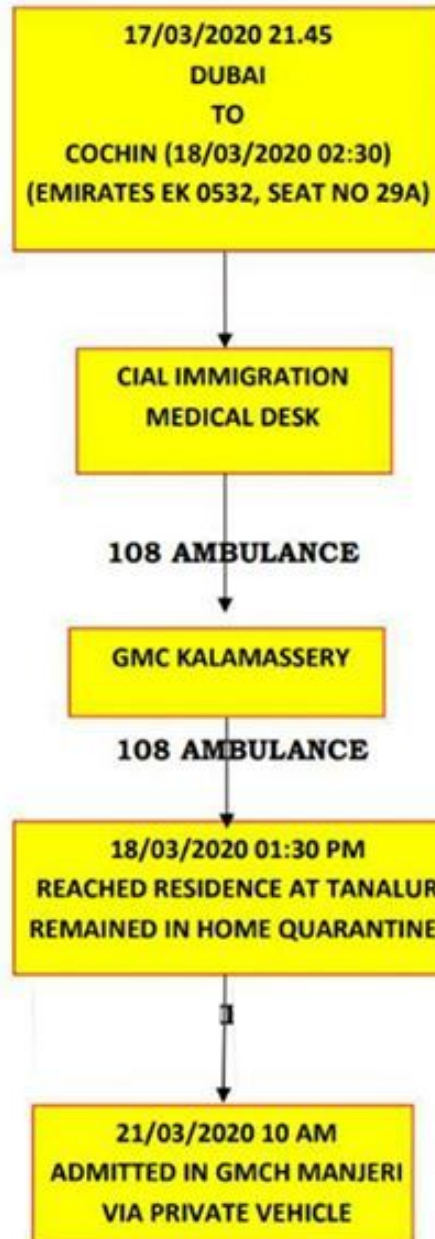 17/03/2020 21.45
DUBAI
TO
COCHIN (18/03/2020 02:30)
(EMIRATES EK 0532, SEAT NO 29A)
CIAL IMMIGRATION
MEDICAL DESK
108 AMBULANCE
GMC KALAMASSERY
108 AMBULANCE
18/03/2020 01:30 PM
REACHED RESIDENCE AT TANALUR
REMAINED IN HOME QUARANTINE
21/03/2020 10 AM
ADMITTED IN GMCH MANJERI
VIA PRIVATE VEHICLE